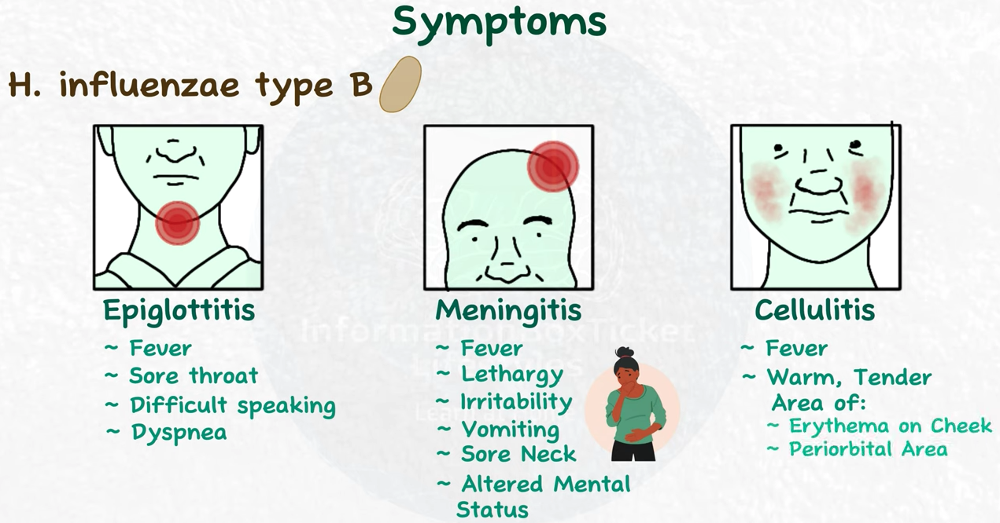 Symptoms
H. influenzae type B
Epiglottitis
~ Fever
~ Sore throat
~ Difficult speaking
~ Dyspnea
Meningitis
~ Fever
~ Lethargy
~ Irritability
~ Vomiting
~ Sore Neck
~ Altered Mental
Status
Cellulitis
~ Fever
~ Warm, Tender
Area of:
~ Erythema on Cheek
~ Periorbital Area
InformationBoxTicker